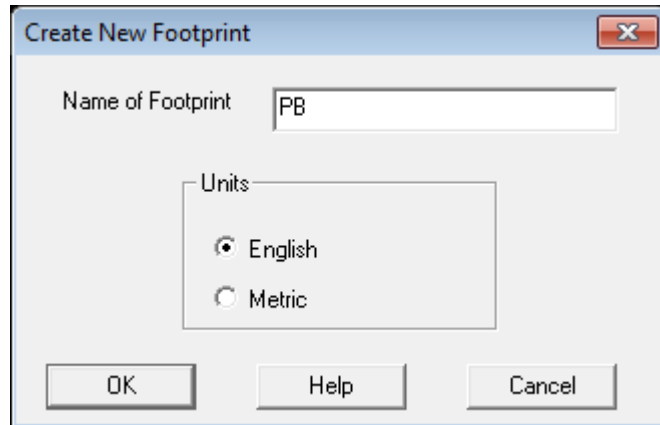 Create New Footprint
Name of Footprint PB
Units
English
Metric
OK Help Cancel